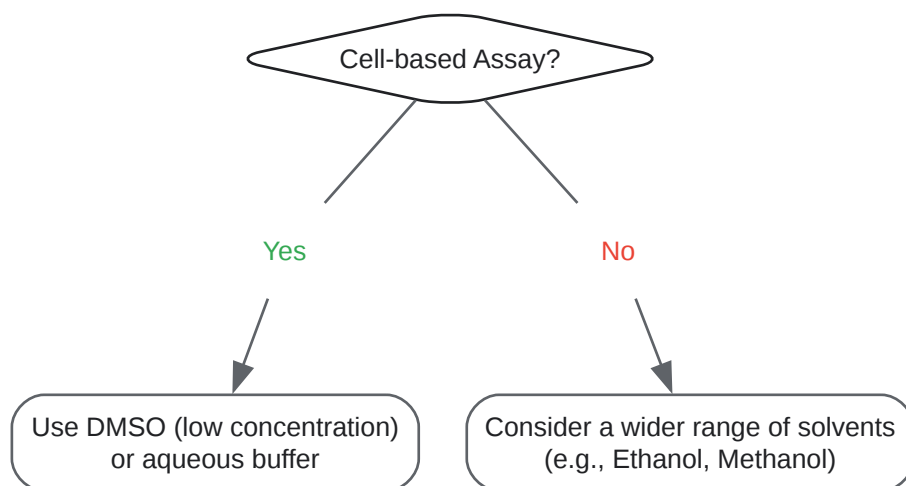 Cell-based Assay?
Yes
No
Use DMSO (low concentration)
or aqueous buffer
Consider a wider range of solvents
(e.g., Ethanol, Methanol)